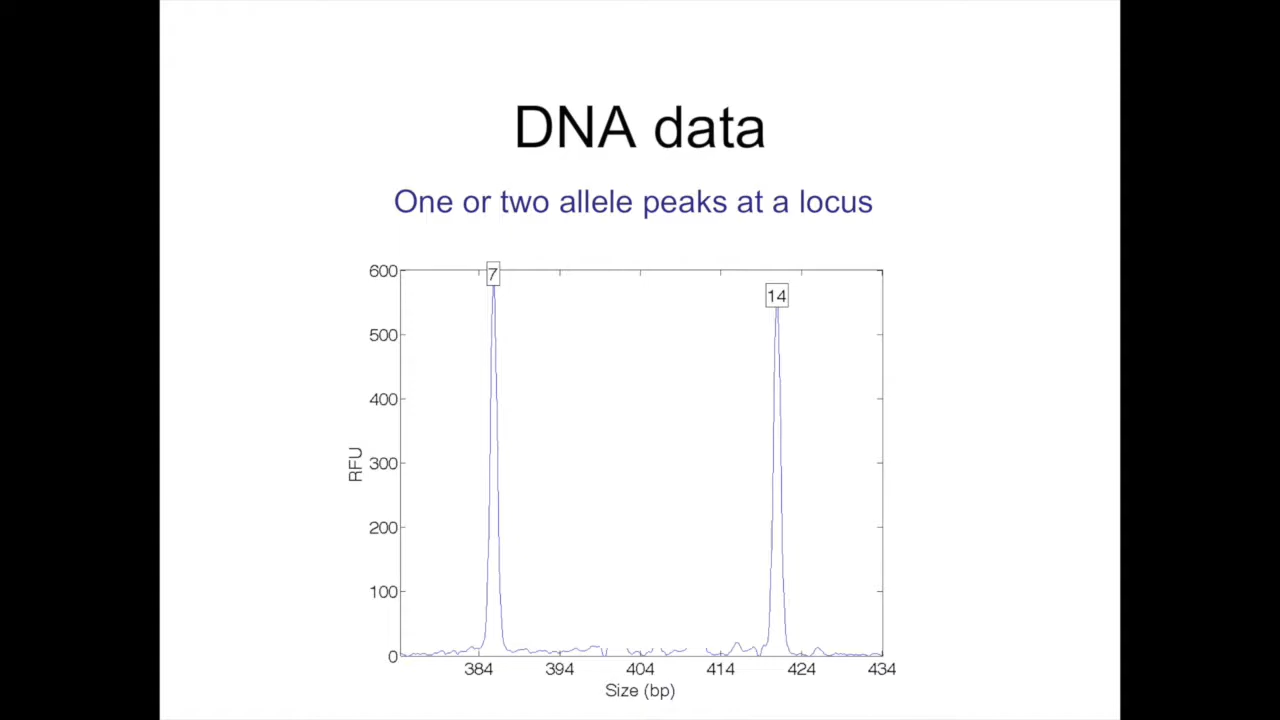 DNA data
One or two allele peaks at a locus
7
14
600
500
400
300
200
100
0
RFU
384 394 404 414 424 434
Size (bp)